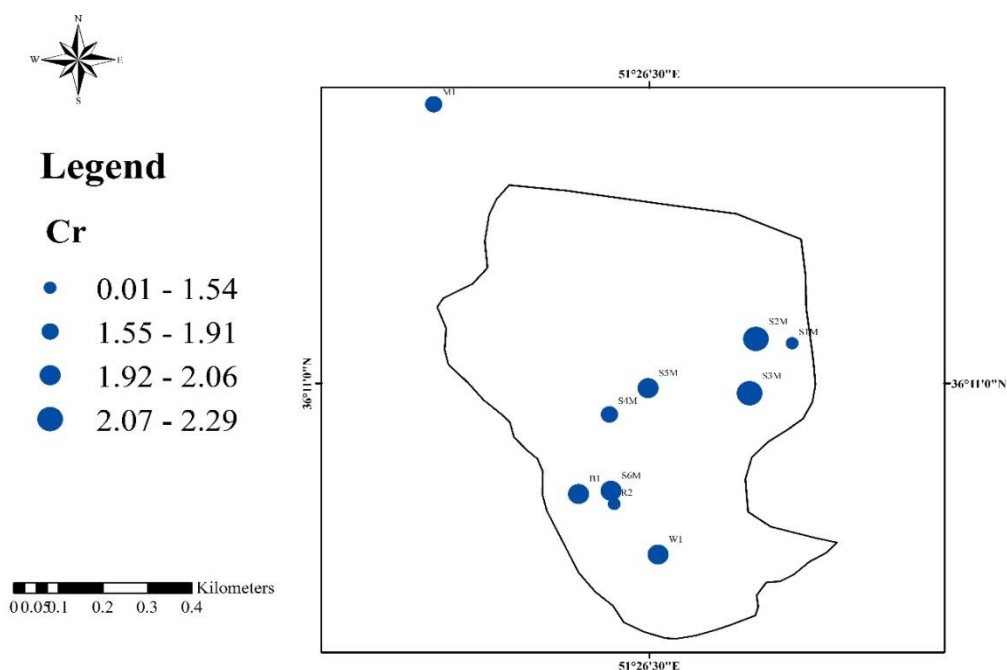 N
W E
S
51°26'30"E
M1
Legend
Cr
0.01 - 1.54
1.55 - 1.91
1.92 - 2.06
2.07 - 2.29
S2M
S1M
S5M
S3M
36°11'0"N
36°11'0"N
S4M
S6M
B1
R2
W1
Kilometers
0 0.05 0.1 0.2 0.3 0.4
51°26'30"E